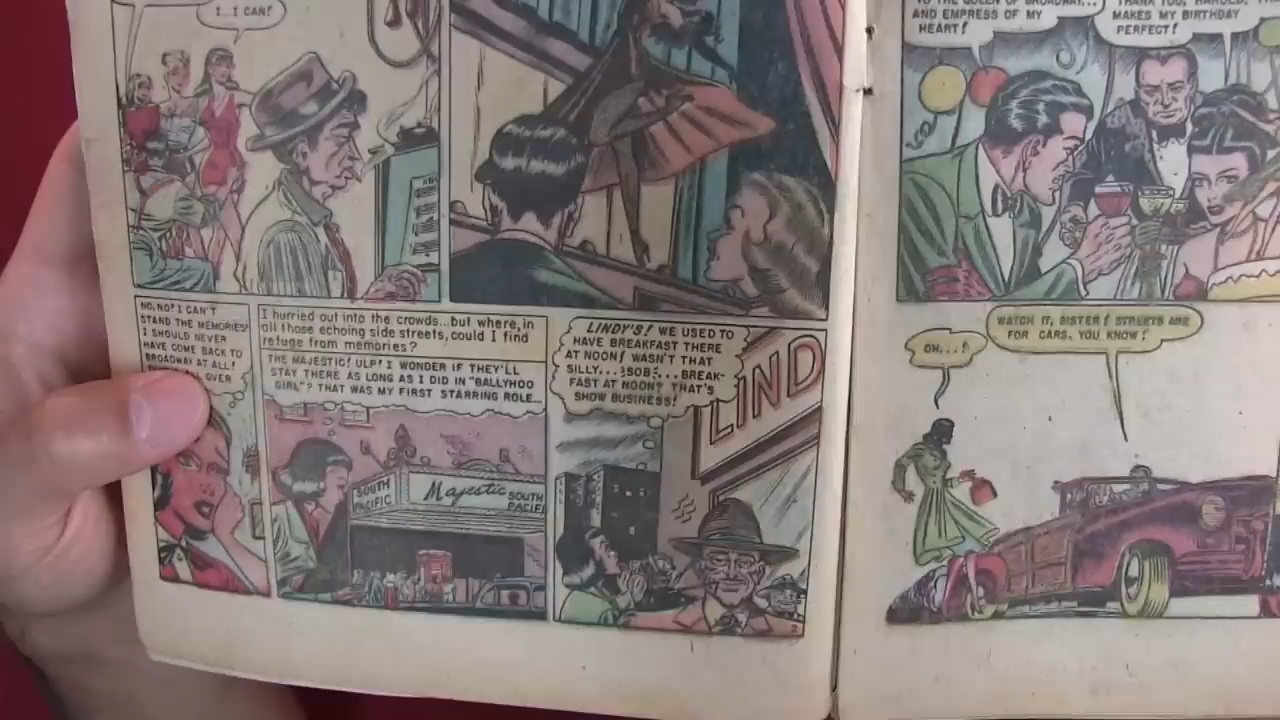 I...I CAN!
NO, NO! I CAN'T
STAND THE MEMORIES!
I SHOULD NEVER
HAVE COME BACK TO
BROADWAY AT ALL!
OVER
I hurried out into the crowds...but where, in
all those echoing side streets, could I find
refuge from memories?
THE MAJESTIC! ULP! I WONDER IF THEY'LL
STAY THERE AS LONG AS I DID IN "BALLYHOO
GIRL"? THAT WAS MY FIRST STARRING ROLE...
SOUTH
PACIFIC
Majestic
SOUTH
PACIFI
LINDY'S! WE USED TO
HAVE BREAKFAST THERE
AT NOON! WASN'T THAT
SILLY...:SOB:...BREAK-
FAST AT NOON? THAT'S
SHOW BUSINESS!
LIND
2
TO THE QUEEN OF BROADWAY...
AND EMPRESS OF MY
HEART!
THANK YOU, HAROLD,
MAKES MY BIRTHDAY
PERFECT!
OH...!
WATCH IT, SISTER! STREETS ARE
FOR CARS, YOU KNOW!